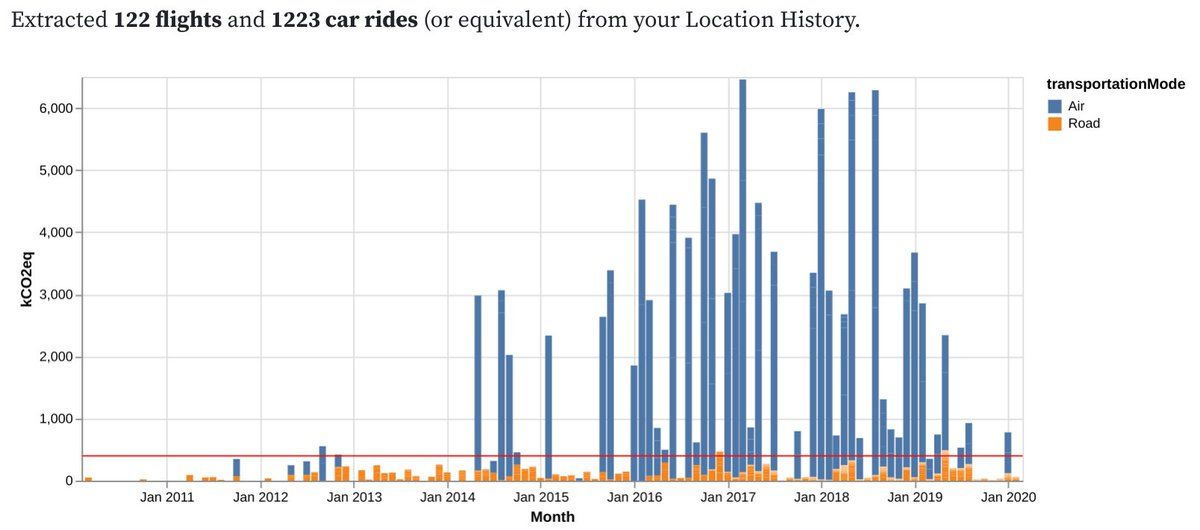 Extracted 122 flights and 1223 car rides (or equivalent) from your Location History.
transportationMode
Air
Road
kCO2eq
6,000
5,000
4,000
3,000
2,000
1,000
0
Jan 2011 Jan 2012 Jan 2013 Jan 2014 Jan 2015 Jan 2016 Jan 2017 Jan 2018 Jan 2019 Jan 2020
Month